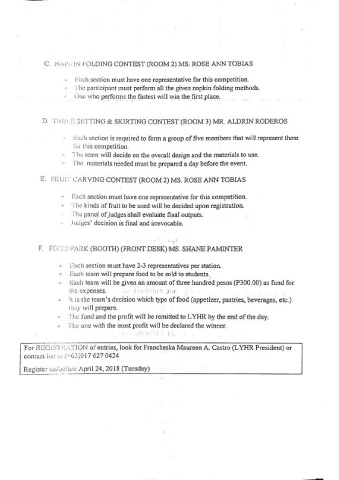 C. NAPKIN FOLDING CONTEST (ROOM 2) MS. ROSE ANN TOBIAS
- Each section must have one representative for this competition.
- The participant must perform all the given napkin folding methods.
- One who performs the fastest will win the first place.
D. TABLE SETTING & SKIRTING CONTEST (ROOM 3) MR. ALDRIN RODEROS
- Each section is required to form a group of five members that will represent them
for this competition.
- The team will decide on the overall design and the materials to use.
- The materials needed must be prepared a day before the event.
E. FRUIT CARVING CONTEST (ROOM 2) MS. ROSE ANN TOBIAS
- Each section must have one representative for this competition.
- The kinds of fruit to be used will be decided upon registration.
- The panel of judges shall evaluate final outputs.
- Judges' decision is final and irrevocable.
F. FOOD PARK (BOOTH) (FRONT DESK) MS. SHANE PAMINTER
- Each section must have 2-3 representatives per station.
- Each team will prepare food to be sold to students.
- Each team will be given an amount of three hundred pesos (P300.00) as fund for
the expenses.
- It is the team's decision which type of food (appetizer, pastries, beverages, etc.)
they will prepare.
- The fund and the profit will be remitted to LYHR by the end of the day.
- The one with the most profit will be declared the winner.
For REGISTRATION of entries, look for Francheska Maureen A. Castro (LYHR President) or
contact her at (+63)917 627 0424
Register on/before April 24, 2018 (Tuesday)